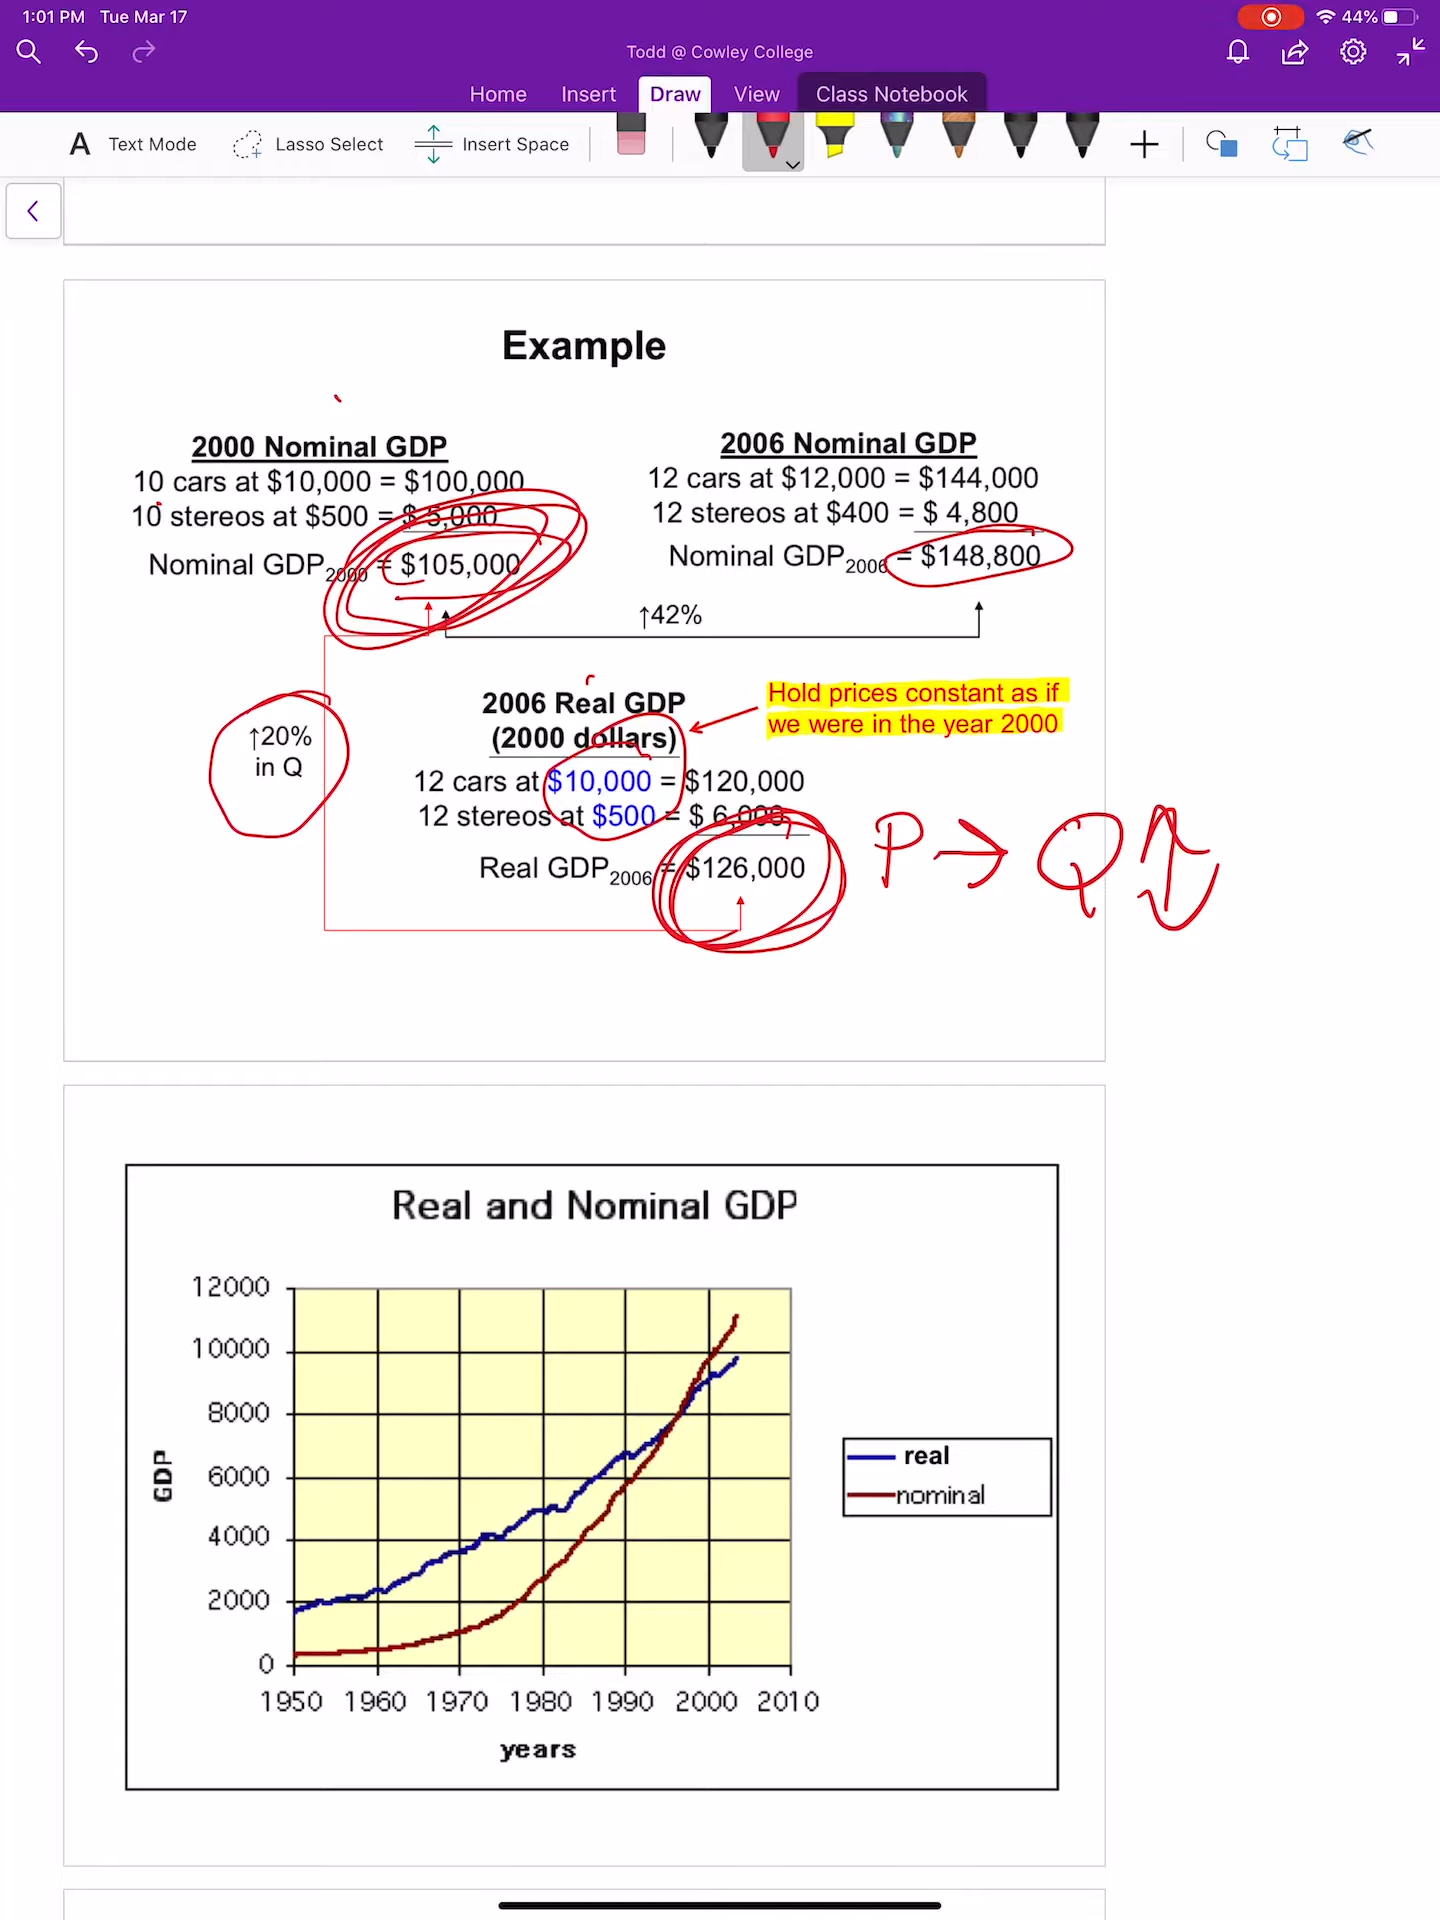 1:01 PM Tue Mar 17
44%
Todd @ Cowley College
Home Insert Draw View Class Notebook
A Text Mode Lasso Select Insert Space
Example
2000 Nominal GDP
10 cars at $10,000 = $100,000
10 stereos at $500 = $ 5,000
Nominal GDP2000 = $105,000
2006 Nominal GDP
12 cars at $12,000 = $144,000
12 stereos at $400 = $ 4,800
Nominal GDP2006 = $148,800
↑42%
↑20%
in Q
2006 Real GDP
(2000 dollars)
12 cars at $10,000 = $120,000
12 stereos at $500 = $ 6,000
Real GDP2006 = $126,000
Hold prices constant as if
we were in the year 2000
P → Q ↑
Real and Nominal GDP
12000
10000
8000
6000
4000
2000
0
GDP
1950 1960 1970 1980 1990 2000 2010
years
real
nominal